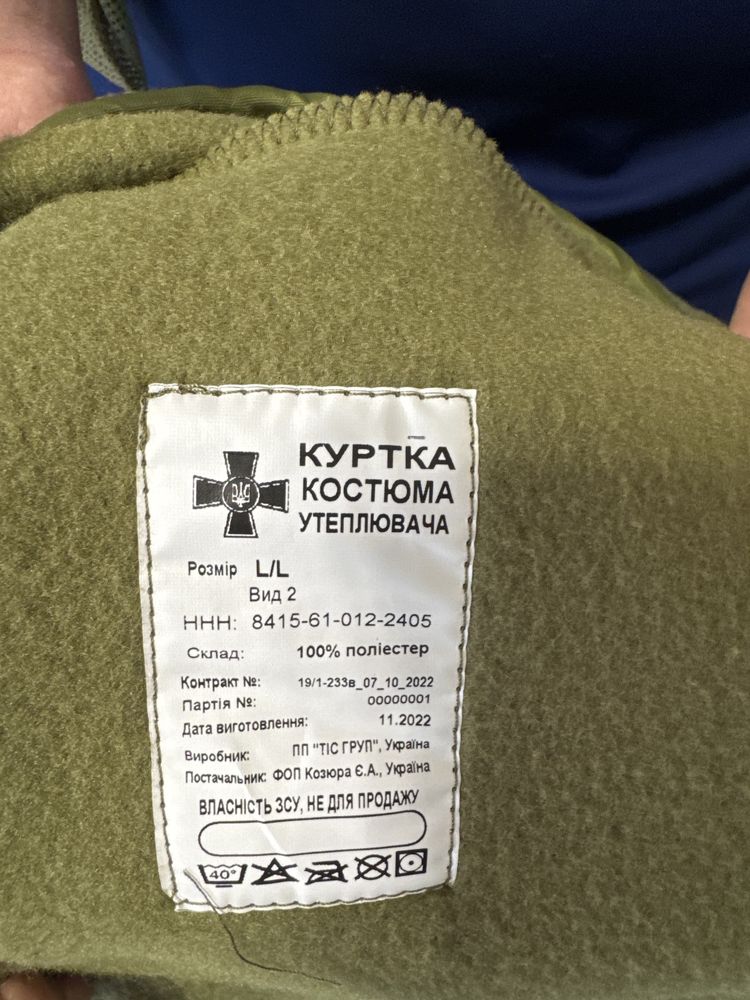 КУРТКА
КОСТЮМА
УТЕПЛЮВАЧА
Розмір L/L
Вид 2
ННН: 8415-61-012-2405
Склад: 100% поліестер
Контракт №: 19/1-233в_07_10_2022
Партія №: 00000001
Дата виготовлення: 11.2022
Виробник: ПП "ТІС ГРУП", Україна
Постачальник: ФОП Козюра Є.А., Україна
ВЛАСНІСТЬ ЗСУ, НЕ ДЛЯ ПРОДАЖУ
40°